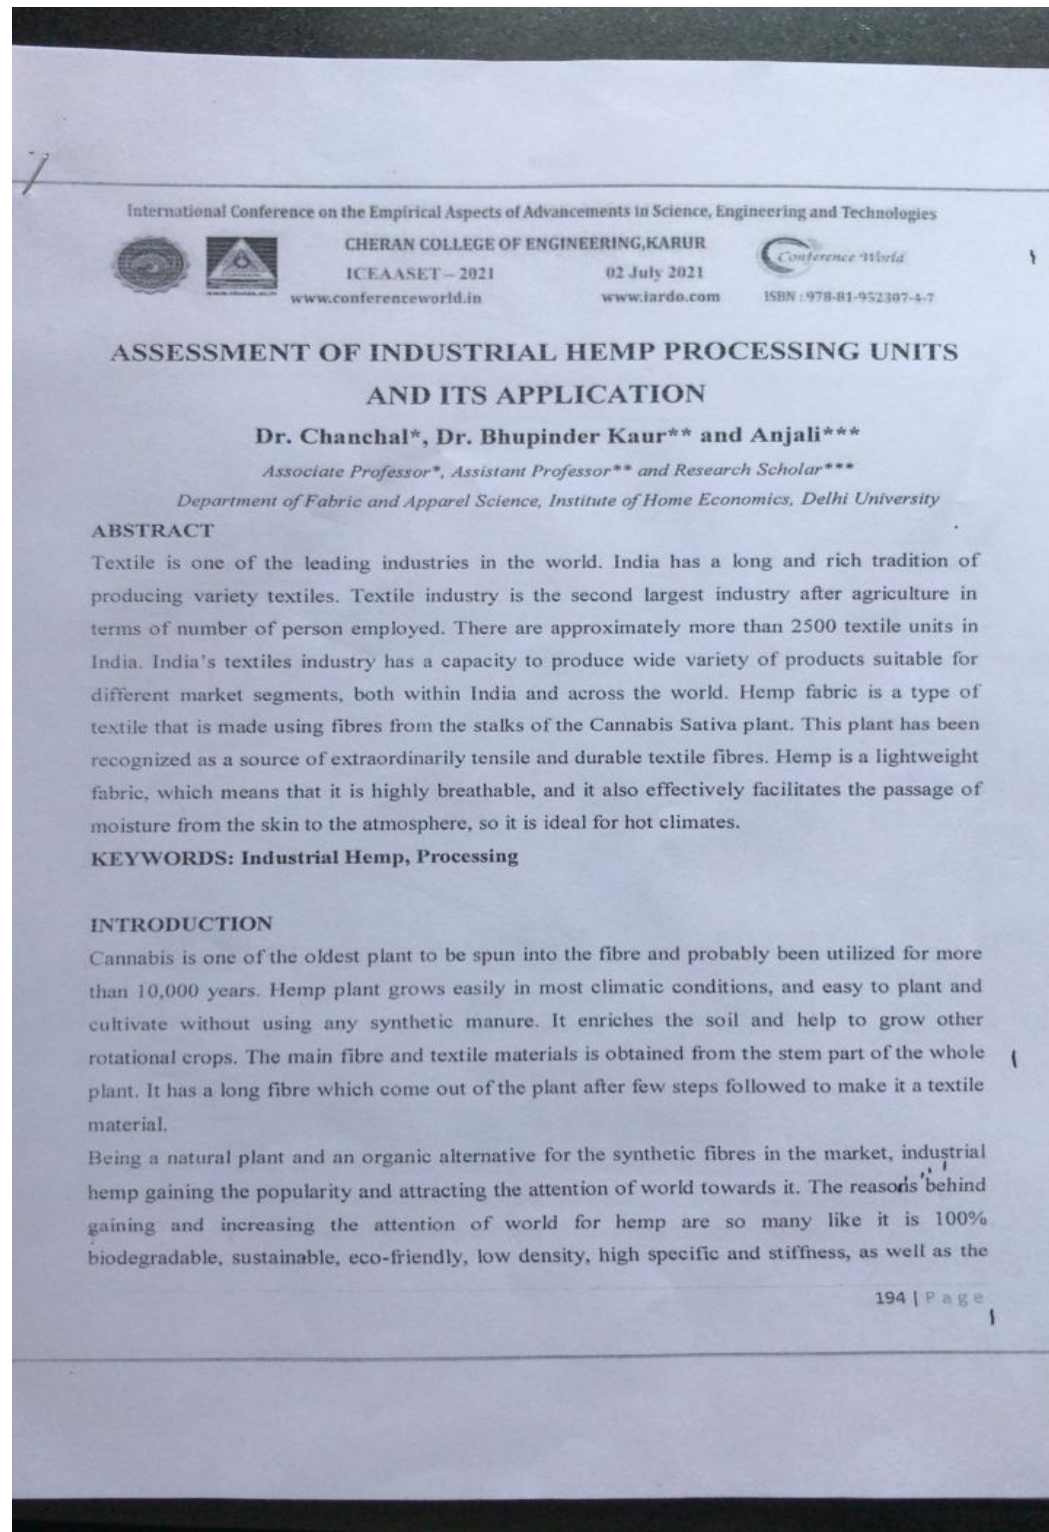 International Conference on the Empirical Aspects of Advancements in Science, Engineering and Technologies
CHERAN COLLEGE OF ENGINEERING,KARUR
ICEAASET – 2021 02 July 2021
Conference World
www.conferenceworld.in www.iardo.com ISBN : 978-81-952307-4-7
ASSESSMENT OF INDUSTRIAL HEMP PROCESSING UNITS
AND ITS APPLICATION
Dr. Chanchal*, Dr. Bhupinder Kaur** and Anjali***
Associate Professor*, Assistant Professor** and Research Scholar***
Department of Fabric and Apparel Science, Institute of Home Economics, Delhi University
ABSTRACT
Textile is one of the leading industries in the world. India has a long and rich tradition of
producing variety textiles. Textile industry is the second largest industry after agriculture in
terms of number of person employed. There are approximately more than 2500 textile units in
India. India's textiles industry has a capacity to produce wide variety of products suitable for
different market segments, both within India and across the world. Hemp fabric is a type of
textile that is made using fibres from the stalks of the Cannabis Sativa plant. This plant has been
recognized as a source of extraordinarily tensile and durable textile fibres. Hemp is a lightweight
fabric, which means that it is highly breathable, and it also effectively facilitates the passage of
moisture from the skin to the atmosphere, so it is ideal for hot climates.
KEYWORDS: Industrial Hemp, Processing
INTRODUCTION
Cannabis is one of the oldest plant to be spun into the fibre and probably been utilized for more
than 10,000 years. Hemp plant grows easily in most climatic conditions, and easy to plant and
cultivate without using any synthetic manure. It enriches the soil and help to grow other
rotational crops. The main fibre and textile materials is obtained from the stem part of the whole
plant. It has a long fibre which come out of the plant after few steps followed to make it a textile
material.
Being a natural plant and an organic alternative for the synthetic fibres in the market, industrial
hemp gaining the popularity and attracting the attention of world towards it. The reasons behind
gaining and increasing the attention of world for hemp are so many like it is 100%
biodegradable, sustainable, eco-friendly, low density, high specific and stiffness, as well as the
194 | Page